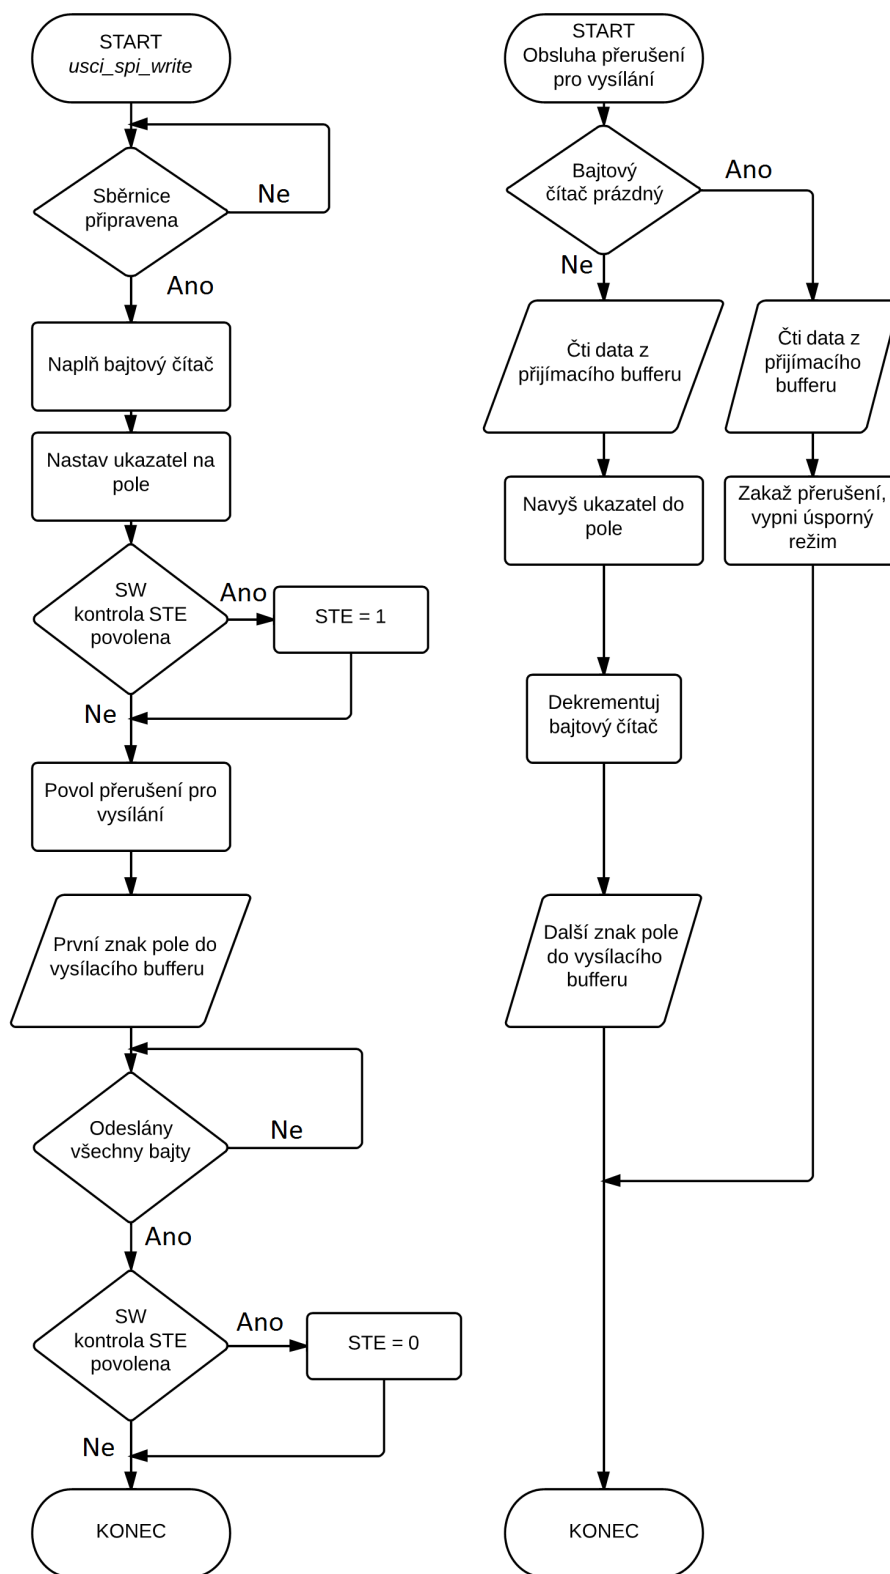 START
usci_spi_write
Sběrnice
připravena
Ne
Ano
Naplň bajtový čítač
Nastav ukazatel na
pole
SW
kontrola STE
povolena
Ano
STE = 1
Ne
Povol přerušení pro
vysílání
První znak pole do
vysílacího bufferu
Odeslány
všechny bajty
Ne
Ano
SW
kontrola STE
povolena
Ano
STE = 0
Ne
KONEC
START
Obsluha přerušení
pro vysílání
Bajtový
čítač prázdný
Ano
Ne
Čti data z
přijímacího bufferu
Čti data z
přijímacího
bufferu
Navyš ukazatel do
pole
Zakaž přerušení,
vypni úsporný
režim
Dekrementuj
bajtový čítač
Další znak pole
do vysílacího
bufferu
KONEC